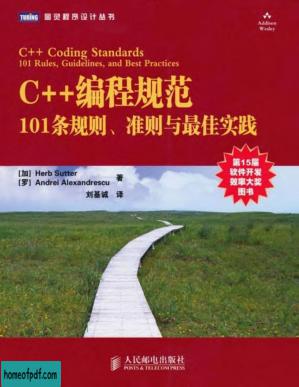 TURING 图灵程序设计丛书
Addison
Wesley
C++ Coding Standards
101 Rules, Guidelines, and Best Practices
C++编程规范
101条规则、准则与最佳实践
[加] Herb Sutter
[罗] Andrei Alexandrescu 著
刘基诚 译
第15届
软件开发
效率大奖
图书
人民邮电出版社
POSTS & TELECOM PRESS
homeofpdf.com